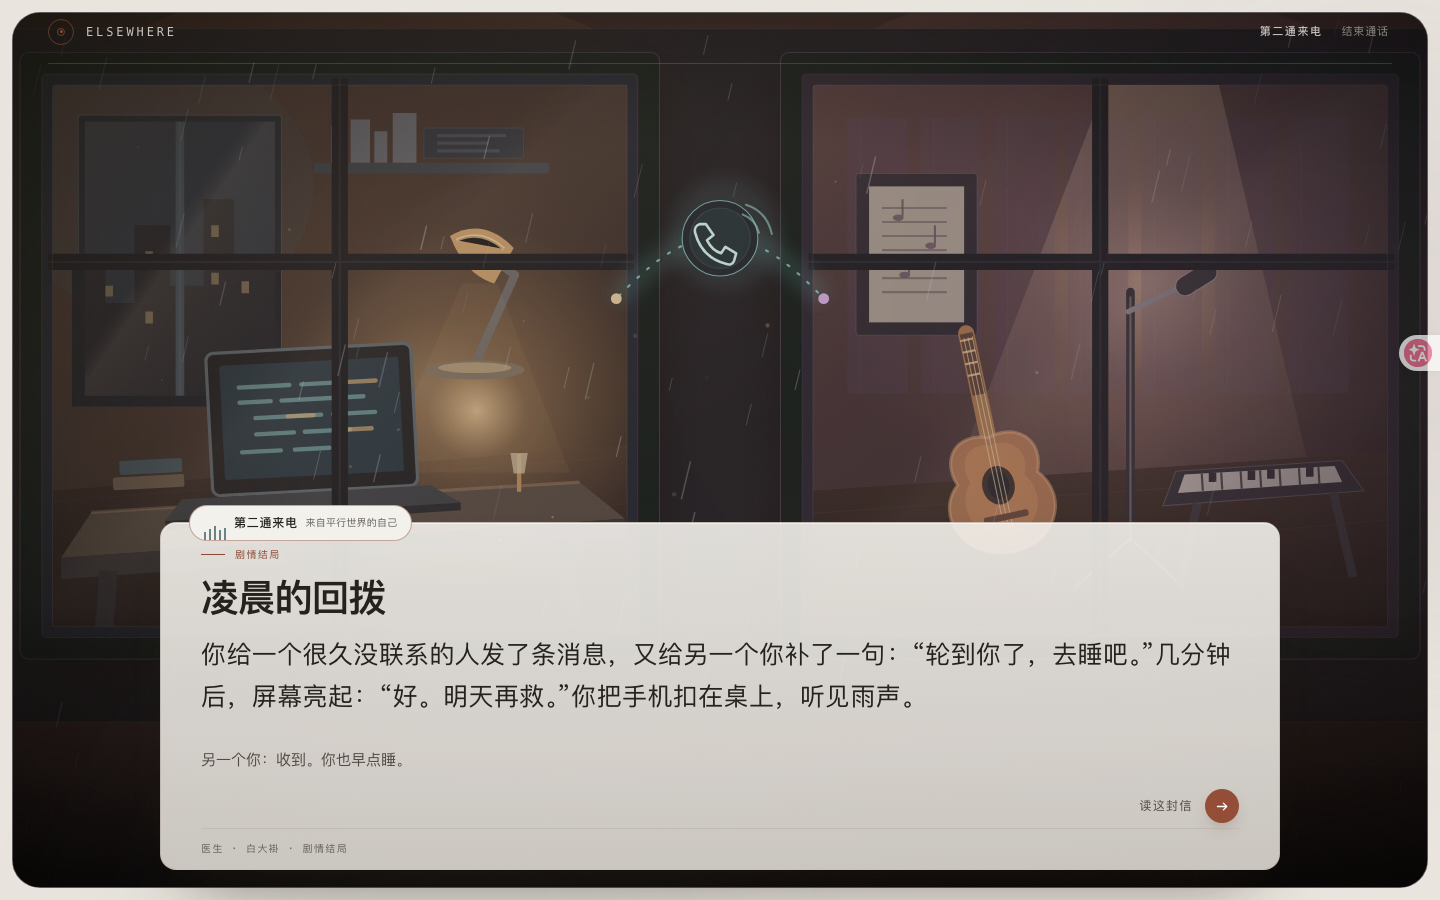 ELSEWHERE
第二通来电 结束通话
第二通来电 来自平行世界的自己
剧情结局
凌晨的回拨
你给一个很久没联系的人发了条消息，又给另一个你补了一句：“轮到你了，去睡吧。”几分钟
后，屏幕亮起：“好。明天再救。”你把手机扣在桌上，听见雨声。
另一个你：收到。你也早点睡。
读这封信
医生 · 白大褂 · 剧情结局